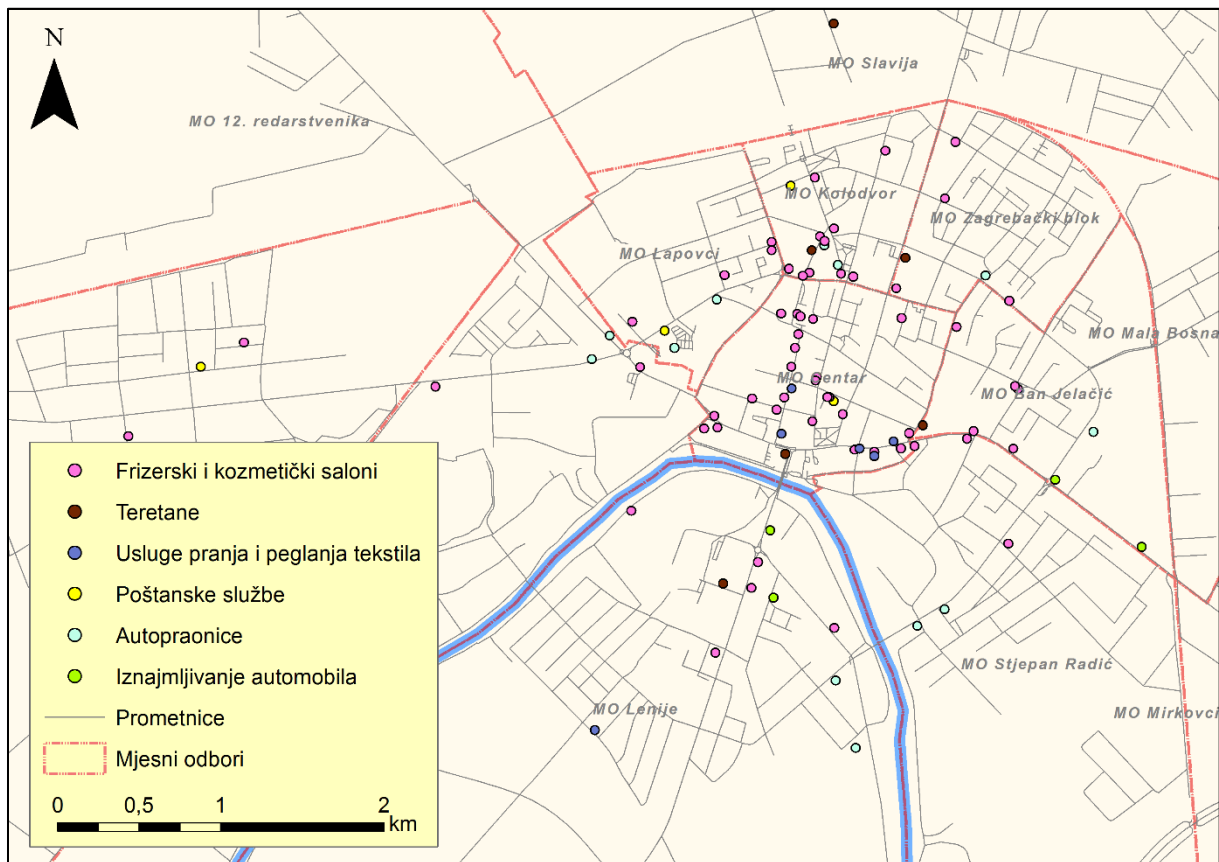 N
MO Slavija
MO 12. redarstvenika
MO Kolodvor
MO Zagrebački blok
MO Lapovci
MO Mala Bosna
MO Centar
MO Ban Jelačić
MO Stjepan Radić
MO Lenije
MO Mirkovci
Frizerski i kozmetički saloni
Teretane
Usluge pranja i peglanja tekstila
Poštanske službe
Autopraonice
Iznajmljivanje automobila
Prometnice
Mjesni odbori
0 0,5 1 2
km